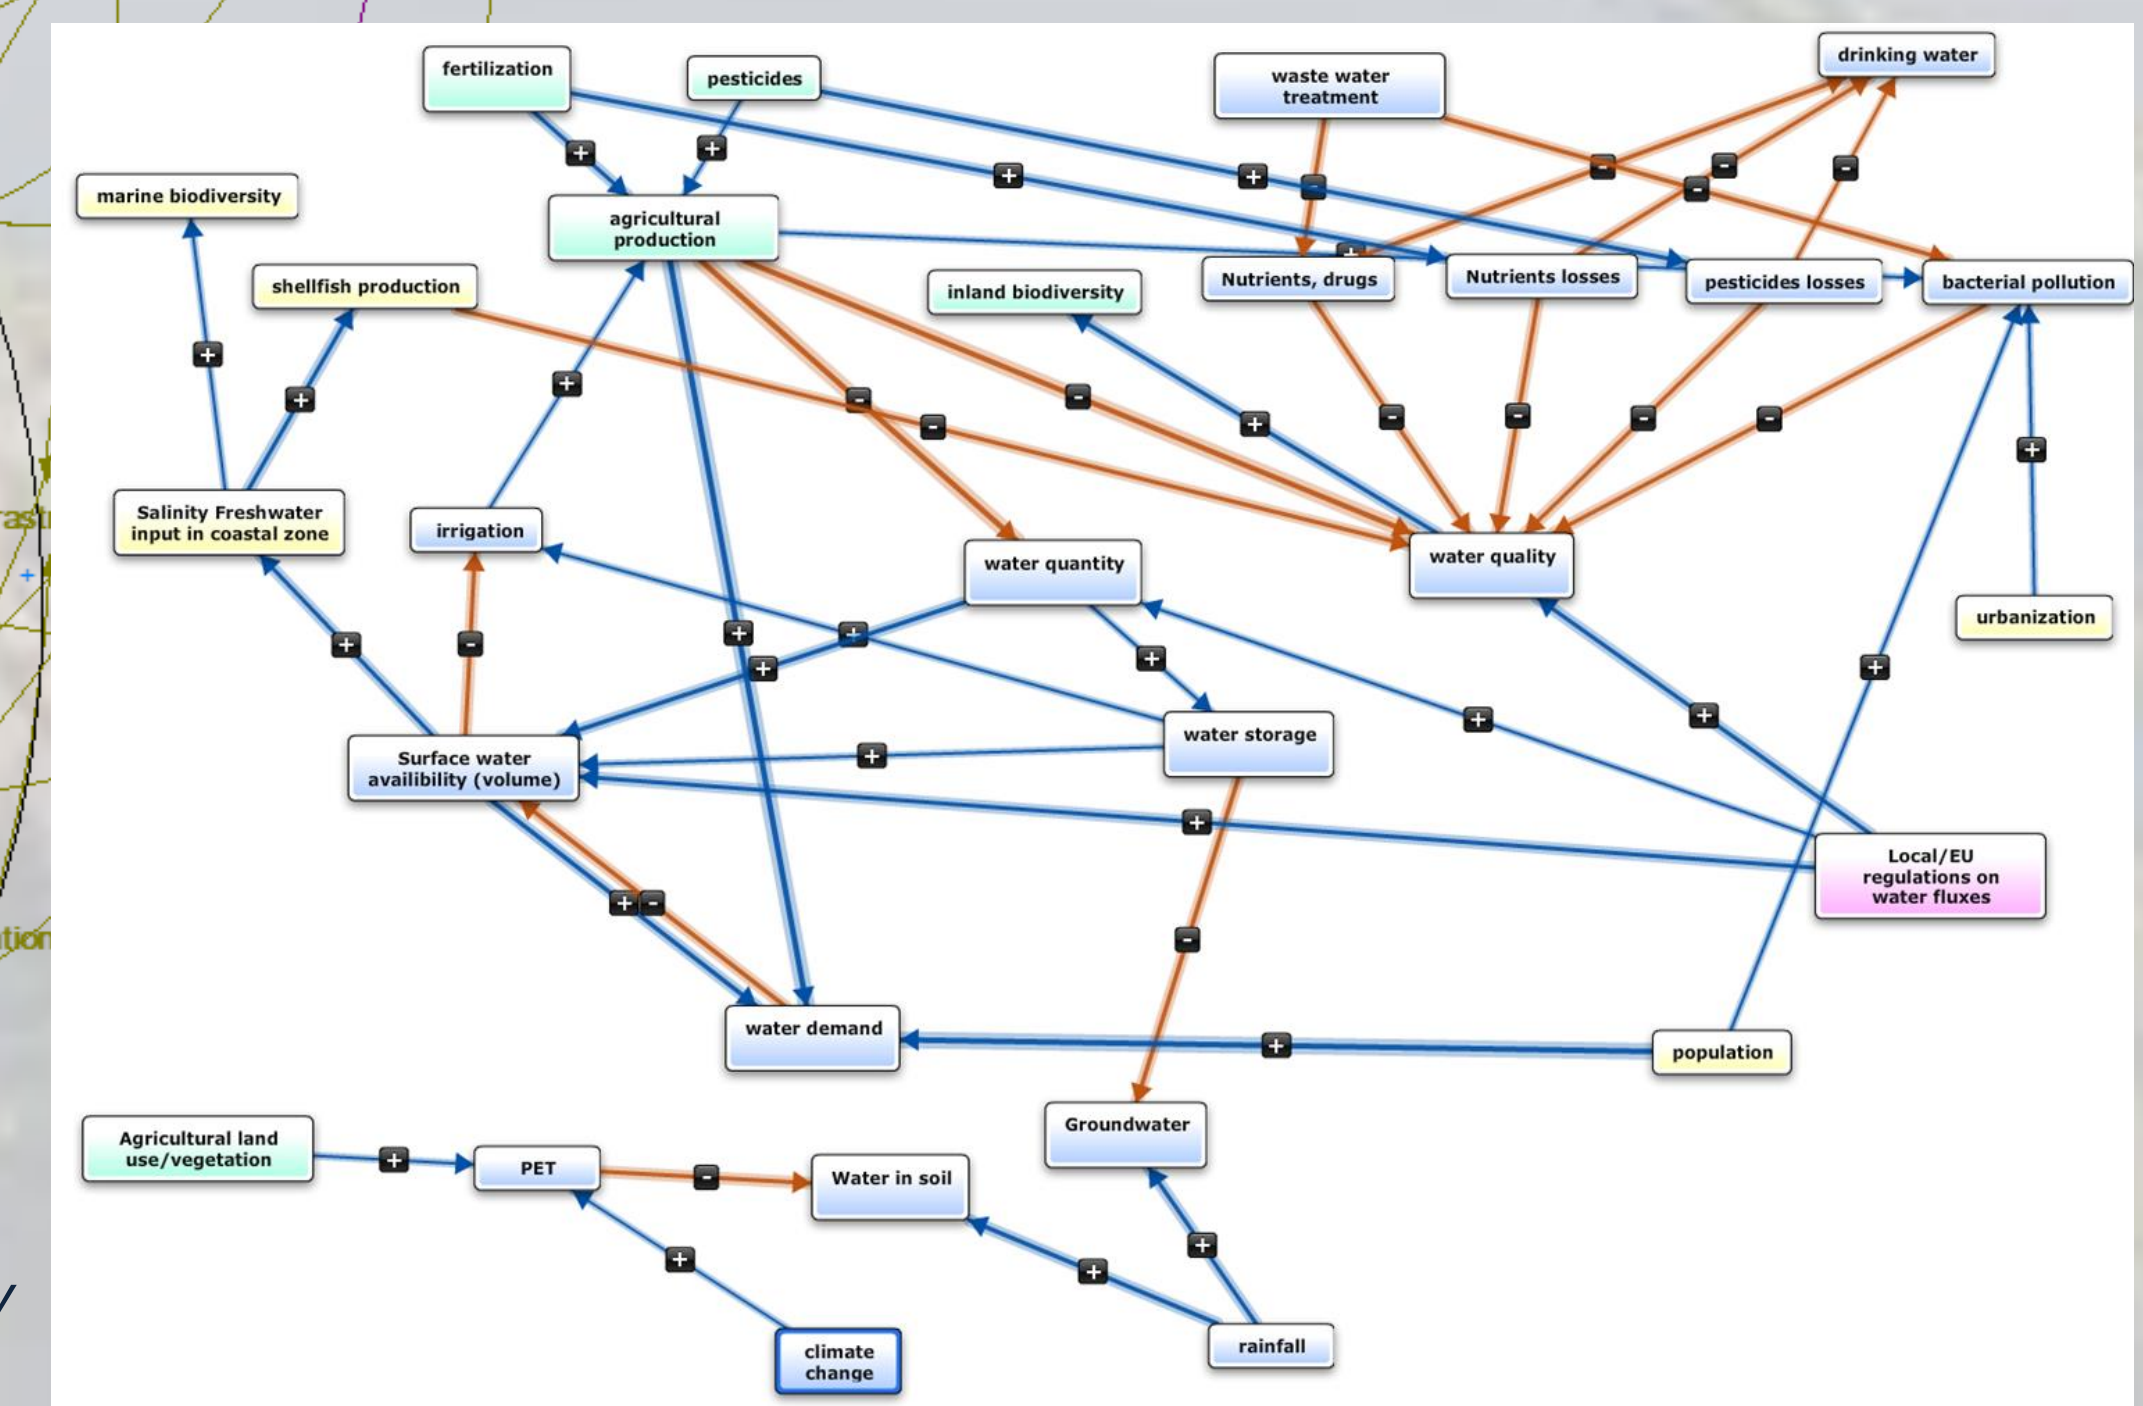 fertilization
pesticides
waste water
treatment
drinking water
marine biodiversity
agricultural
production
shellfish production
inland biodiversity
Nutrients, drugs
Nutrients losses
pesticides losses
bacterial pollution
Salinity Freshwater
input in coastal zone
irrigation
water quantity
water quality
urbanization
Surface water
availibility (volume)
water storage
Local/EU
regulations on
water fluxes
water demand
population
Agricultural land
use/vegetation
PET
Water in soil
Groundwater
climate
change
rainfall